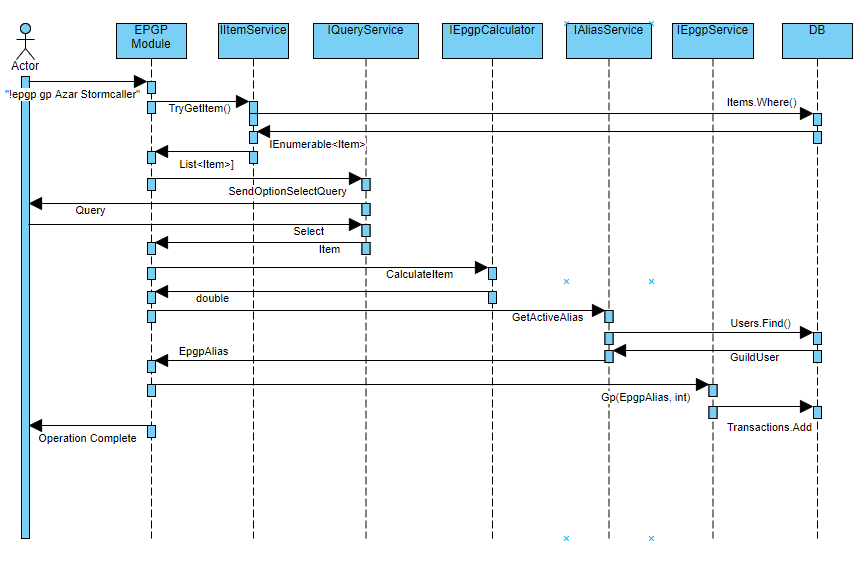 EPGP
Module
IItemService
IQueryService
IEpgpCalculator
IAliasService
IEpgpService
DB
Actor
"!epgp gp Azar Stormcaller"
TryGetItem()
Items.Where()
IEnumerable<Item>
List<Item>]
SendOptionSelectQuery
Query
Select
Item
CalculateItem
double
GetActiveAlias
Users.Find()
EpgpAlias
GuildUser
Gp(EpgpAlias, int)
Transactions.Add
Operation Complete